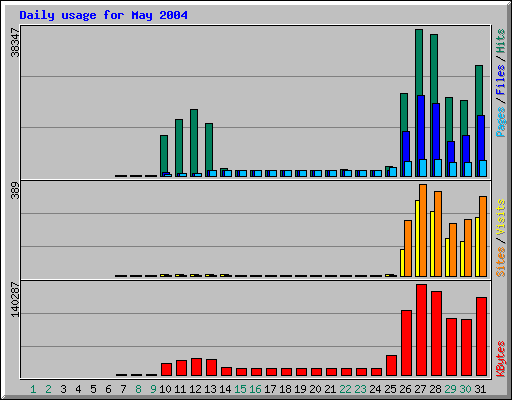 Daily usage for May 2004
38347
Pages/Files/Hits
389
Sites/Visits
140287
KBytes
1 2 3 4 5 6 7 8 9 10 11 12 13 14 15 16 17 18 19 20 21 22 23 24 25 26 27 28 29 30 31